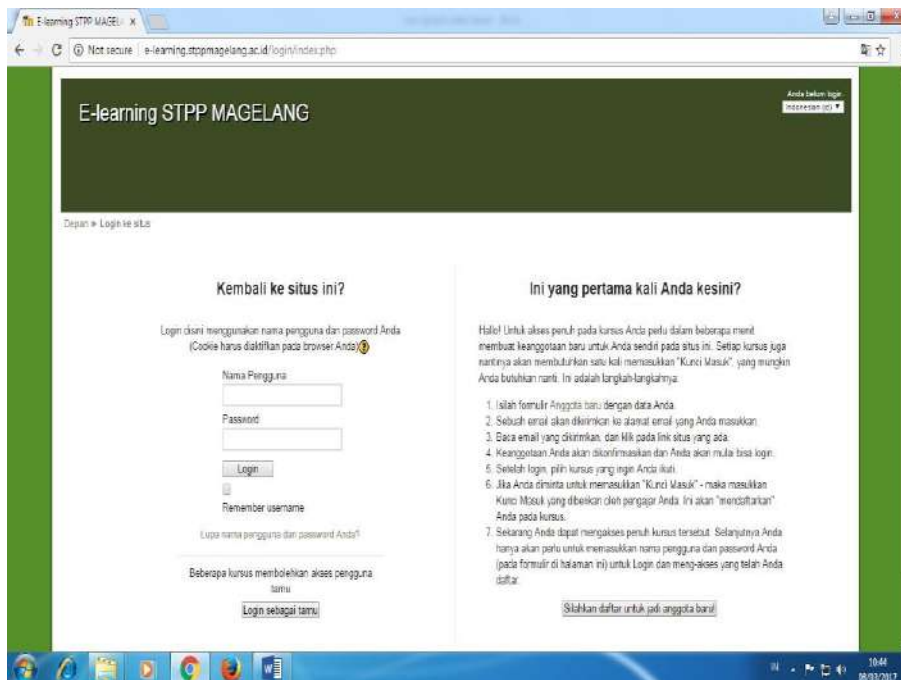 E-learning STPP MAGEL
Not secure e-learning.stppmagelang.ac.id/login/index.php
Anda belum login
Indonesian (id)
E-learning STPP MAGELANG
Depan » Login ke situs
Kembali ke situs ini?
Login disini menggunakan nama pengguna dan password Anda
(Cookie harus diaktifkan pada browser Anda)
Nama Pengguna
Password
Login
Remember username
Lupa nama pengguna dan password Anda?
Beberapa kursus membolehkan akses pengguna
tamu
Login sebagai tamu
Ini yang pertama kali Anda kesini?
Hallo! Untuk akses penuh pada kursus Anda perlu dalam beberapa menit
membuat keanggotaan baru untuk Anda sendiri pada situs ini. Setiap kursus juga
nantinya akan membutuhkan satu kali memasukkan "Kunci Masuk", yang mungkin
Anda butuhkan nanti. Ini adalah langkah-langkahnya:
1. Isilah formulir Anggota baru dengan data Anda.
2. Sebuah email akan dikirimkan ke alamat email yang Anda masukkan.
3. Baca email yang dikirimkan, dan klik pada link situs yang ada.
4. Keanggotaan Anda akan dikonfirmasikan dan Anda akan mulai bisa login.
5. Setelah login, pilih kursus yang ingin Anda ikuti.
6. Jika Anda diminta untuk memasukkan "Kunci Masuk" - maka masukkan
Kunci Masuk yang diberikan oleh pengajar Anda. Ini akan "mendaftarkan"
Anda pada kursus.
7. Sekarang Anda dapat mengakses penuh kursus tersebut. Selanjutnya Anda
hanya akan perlu untuk memasukkan nama pengguna dan password Anda
(pada formulir di halaman ini) untuk Login dan meng-akses yang telah Anda
daftar.
Silahkan daftar untuk jadi anggota baru!
IN
10:44
08/03/2017